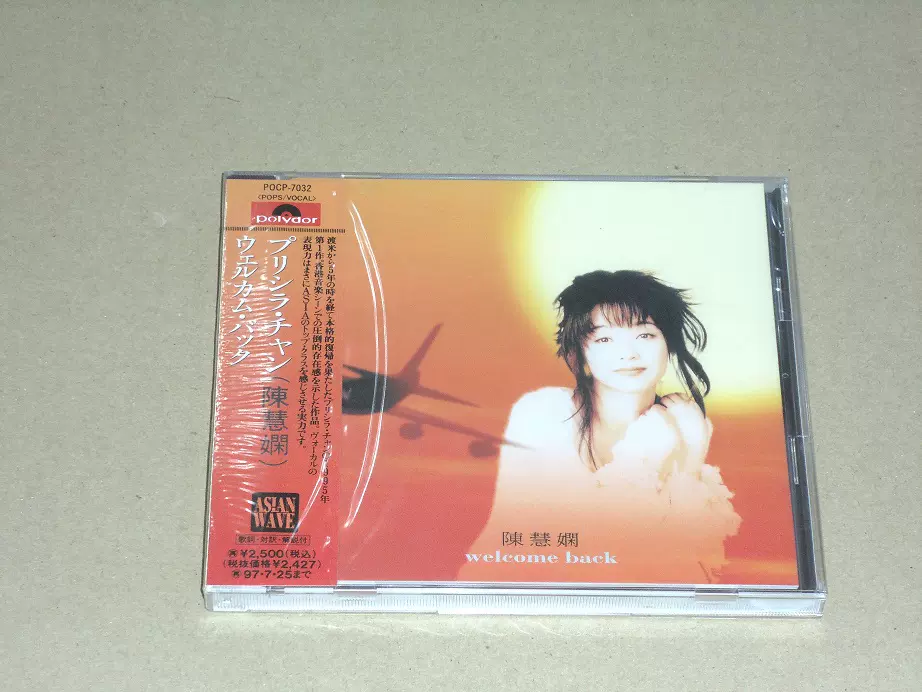 POCP-7032
〈POPS/VOCAL〉
polydor
プリシラ・チャン(陳慧嫻)
ウェルカム・バック
渡米から5年の時を経て本格的復帰を果たしたプリシラ・チャンの1995年
第1作。香港音楽シーンでの圧倒的存在感を示した作品。ヴォーカルの
表現力はまさにASIAのトップ・クラスを感じさせる実力です。
ASIAN
WAVE
歌詞・対訳・解説付
¥2,500(税込)
(税抜価格¥2,427)
97・7・25まで
陳慧嫻
welcome back